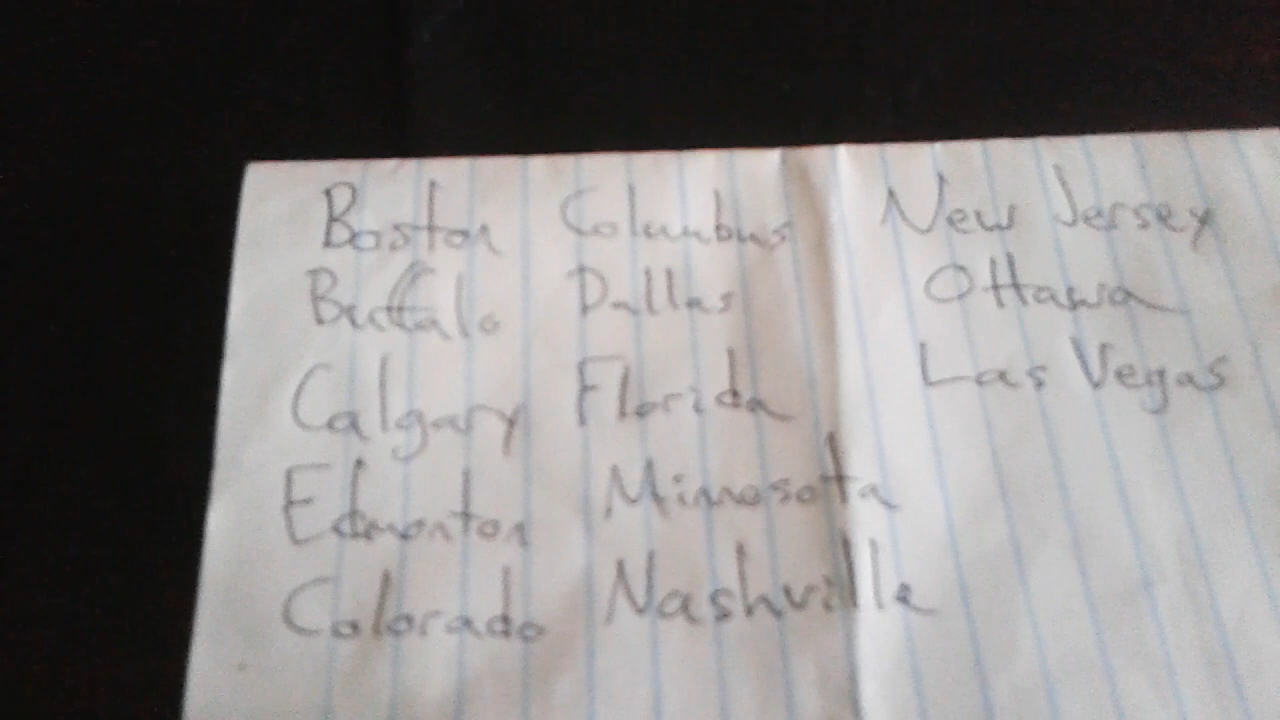 Boston Columbus New Jersey
Buffalo Dallas Ottawa
Calgary Florida Las Vegas
Edmonton Minnesota
Colorado Nashville